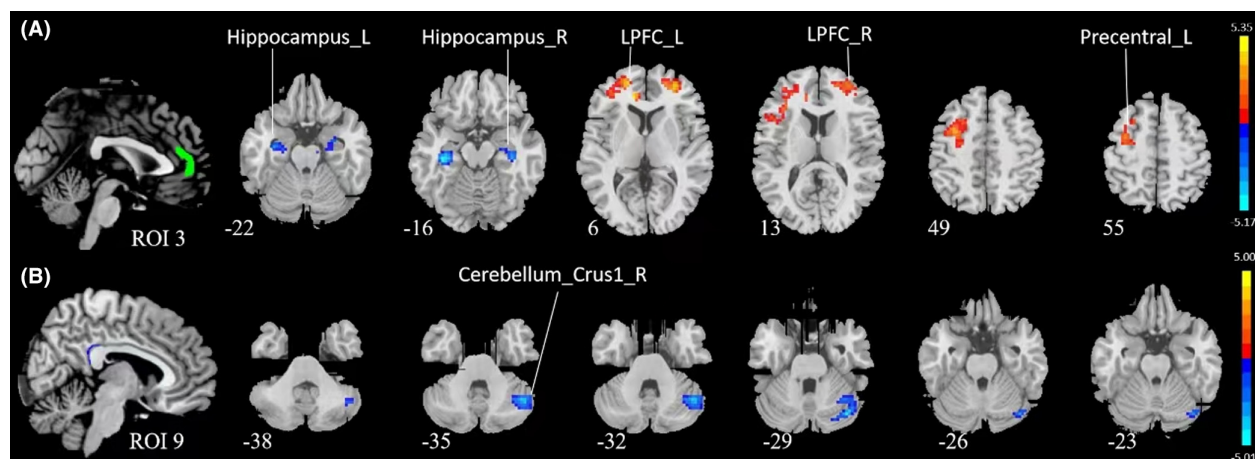 (A)
Hippocampus_L
Hippocampus_R
LPFC_L
LPFC_R
Precentral_L
5.35
ROI 3
-22
-16
6
13
49
55
-5.17
(B)
Cerebellum_Crus1_R
5.00
ROI 9
-38
-35
-32
-29
-26
-23
-5.01